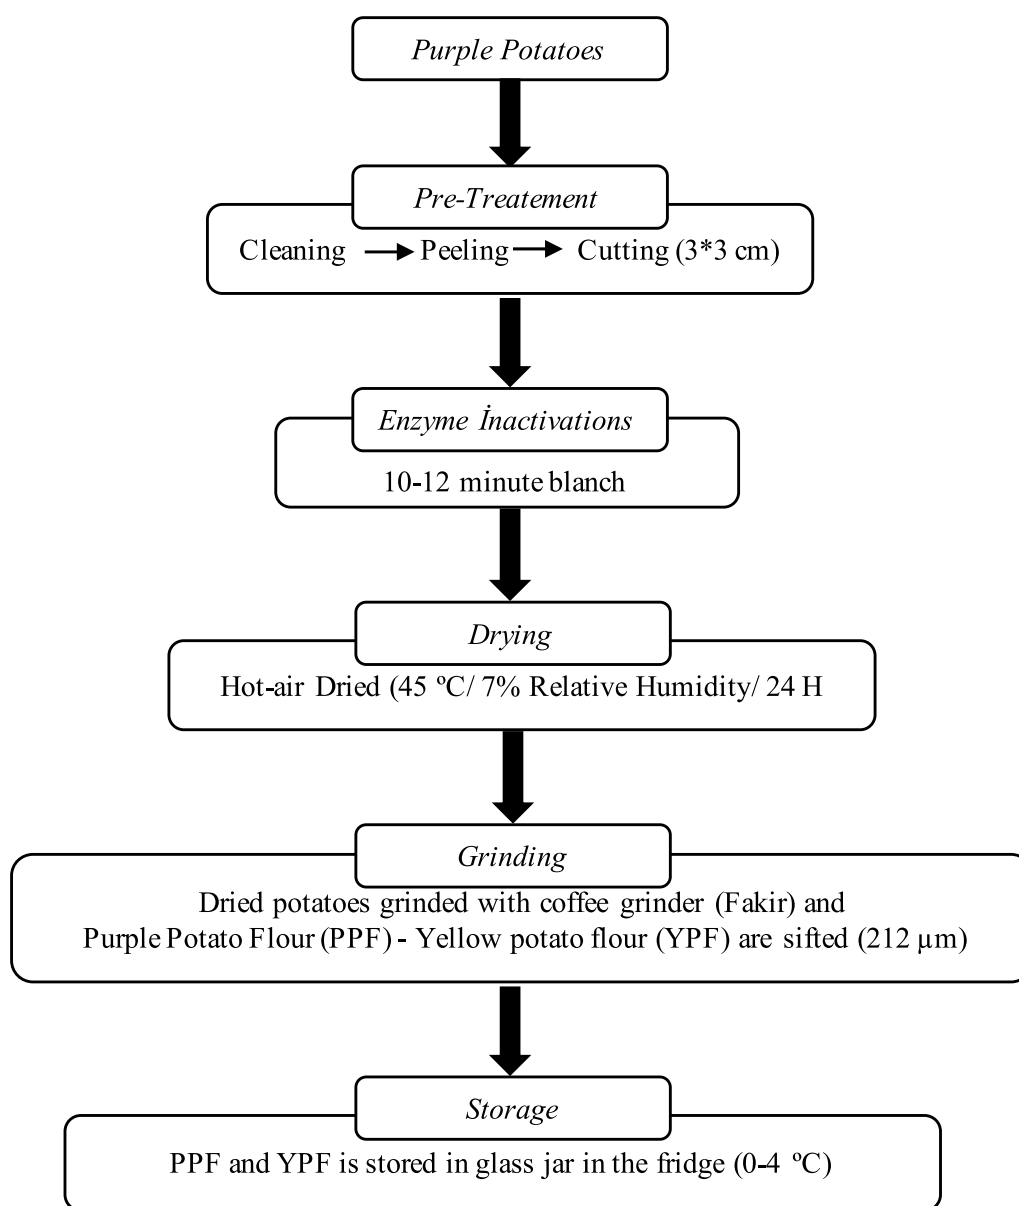 Purple Potatoes
Pre-Treatement
Cleaning Peeling Cutting (3*3 cm)
Enzyme İnactivations
10-12 minute blanch
Drying
Hot-air Dried (45 ºC/ 7% Relative Humidity/ 24 H
Grinding
Dried potatoes grinded with coffee grinder (Fakir) and
Purple Potato Flour (PPF) - Yellow potato flour (YPF) are sifted (212 µm)
Storage
PPF and YPF is stored in glass jar in the fridge (0-4 ºC)